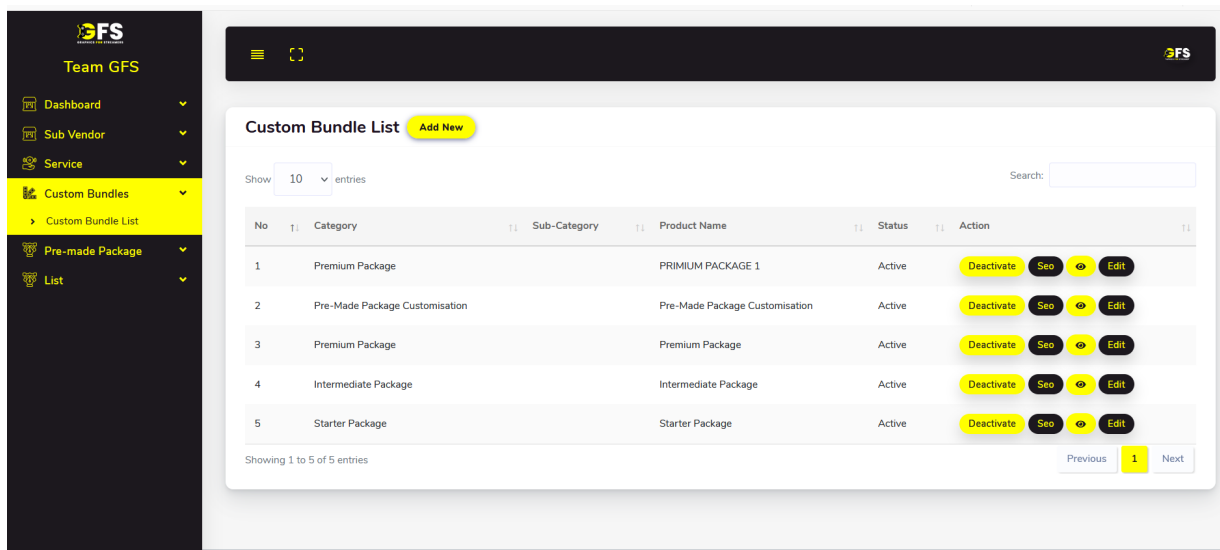 GFS
GRAPHICS FOR STREAMERS
Team GFS
Dashboard
Sub Vendor
Service
Custom Bundles
Custom Bundle List
Pre-made Package
List
GFS
Custom Bundle List Add New
Show 10 entries Search:
No Category Sub-Category Product Name Status Action
1 Premium Package PRIMIUM PACKAGE 1 Active Deactivate Seo Edit
2 Pre-Made Package Customisation Pre-Made Package Customisation Active Deactivate Seo Edit
3 Premium Package Premium Package Active Deactivate Seo Edit
4 Intermediate Package Intermediate Package Active Deactivate Seo Edit
5 Starter Package Starter Package Active Deactivate Seo Edit
Showing 1 to 5 of 5 entries Previous 1 Next